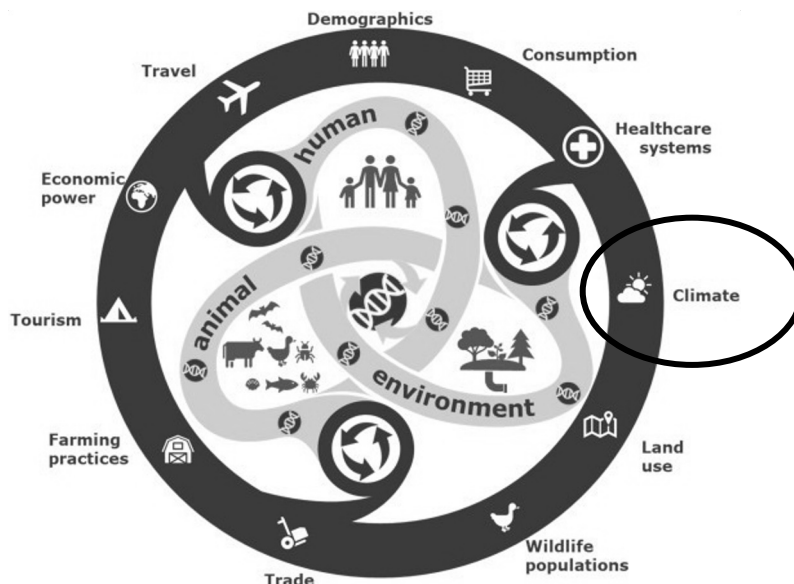 Demographics
Travel
Consumption
Healthcare
systems
Economic
power
human
Climate
Tourism
animal
environment
Farming
practices
Land
use
Wildlife
populations
Trade